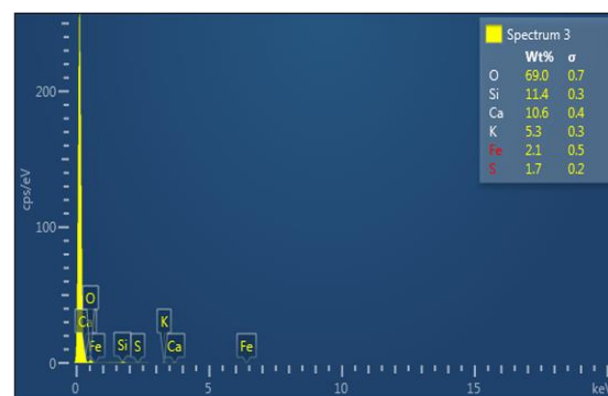 Spectrum 3
Wt% σ
O 69.0 0.7
Si 11.4 0.3
Ca 10.6 0.4
K 5.3 0.3
Fe 2.1 0.5
S 1.7 0.2
200
cps/eV
100
O
Ca K
Fe Si S Ca Fe
0
0 5 10 15 keV